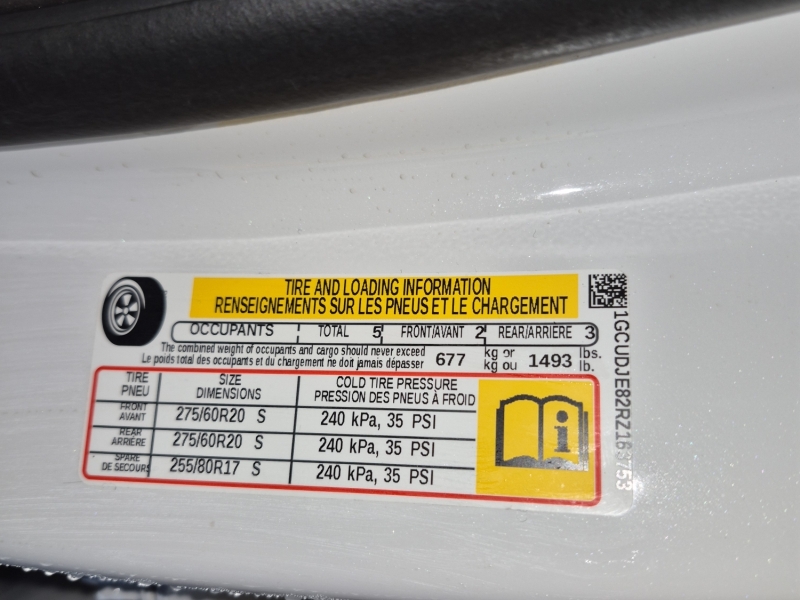 TIRE AND LOADING INFORMATION
RENSEIGNEMENTS SUR LES PNEUS ET LE CHARGEMENT
OCCUPANTS TOTAL 5 FRONT/AVANT 2 REAR/ARRIÈRE 3
The combined weight of occupants and cargo should never exceed 677 kg or 1493 lbs.
Le poids total des occupants et du chargement ne doit jamais dépasser kg ou lb.
TIRE SIZE COLD TIRE PRESSURE
PNEU DIMENSIONS PRESSION DES PNEUS À FROID
FRONT
AVANT 275/60R20 S 240 kPa, 35 PSI
REAR
ARRIÈRE 275/60R20 S 240 kPa, 35 PSI
SPARE
DE SECOURS 255/80R17 S 240 kPa, 35 PSI
i
1GCUDJE82RZ163753